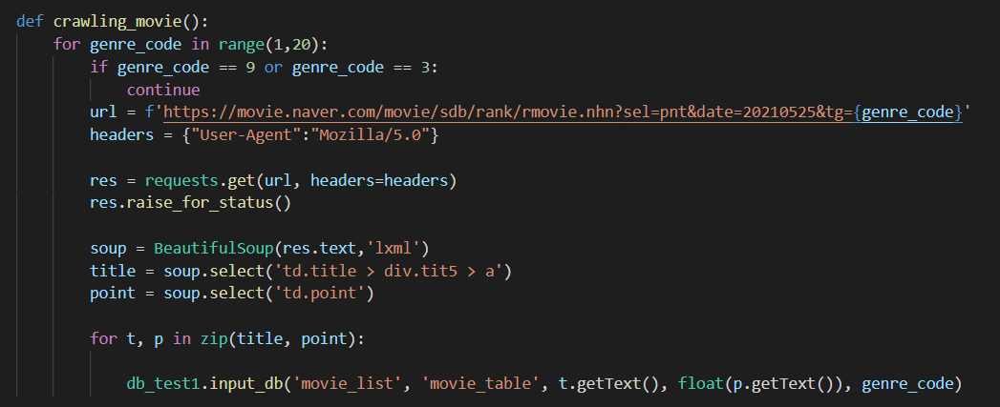 def crawling_movie():
    for genre_code in range(1,20):
        if genre_code == 9 or genre_code == 3:
            continue
        url = f'https://movie.naver.com/movie/sdb/rank/rmovie.nhn?sel=pnt&date=20210525&tg={genre_code}'
        headers = {"User-Agent":"Mozilla/5.0"}
        res = requests.get(url, headers=headers)
        res.raise_for_status()
        soup = BeautifulSoup(res.text,'lxml')
        title = soup.select('td.title > div.tit5 > a')
        point = soup.select('td.point')
        for t, p in zip(title, point):
            db_test1.input_db('movie_list', 'movie_table', t.getText(), float(p.getText()), genre_code)